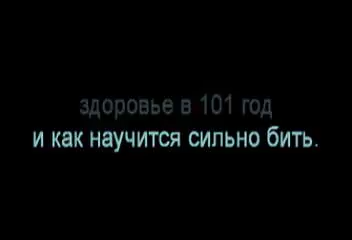 здоровье в 101 год
и как научится сильно бить.